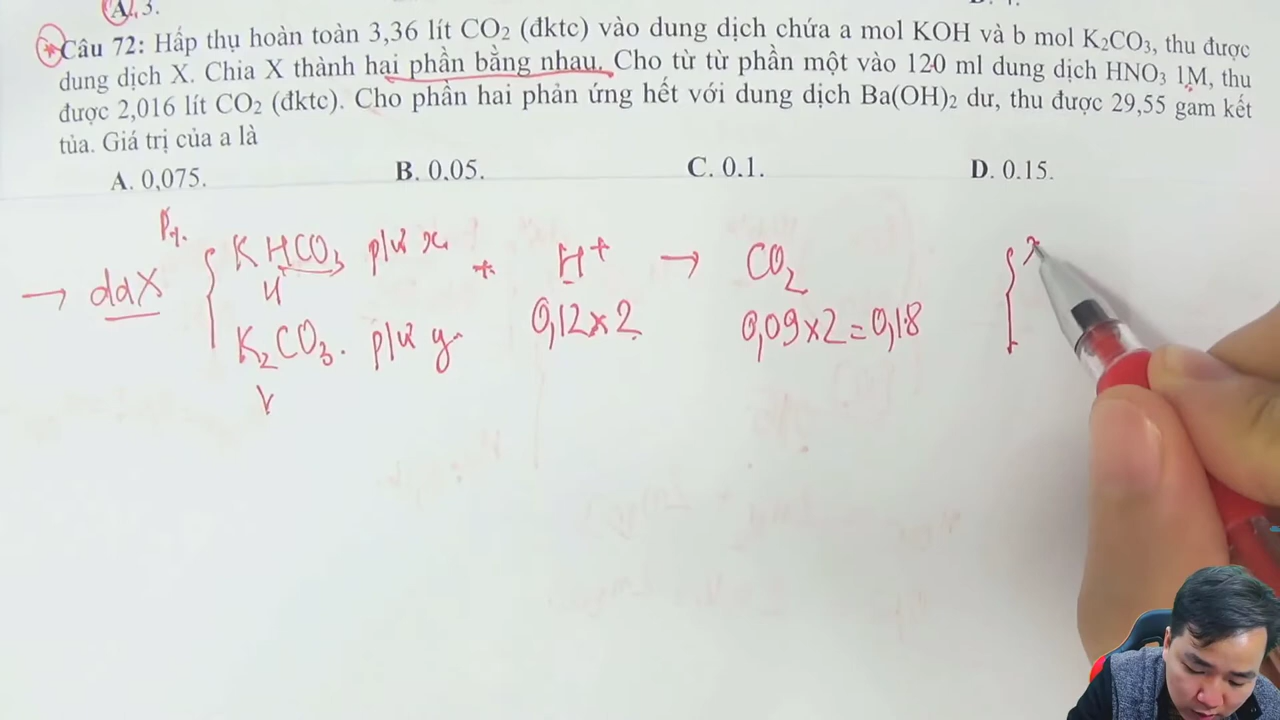 A. 3.
Câu 72: Hấp thụ hoàn toàn 3,36 lít CO₂ (đktc) vào dung dịch chứa a mol KOH và b mol K₂CO₃, thu được
dung dịch X. Chia X thành hai phần bằng nhau. Cho từ từ phần một vào 120 ml dung dịch HNO₃ 1M, thu
được 2,016 lít CO₂ (đktc). Cho phần hai phản ứng hết với dung dịch Ba(OH)₂ dư, thu được 29,55 gam kết
tủa. Giá trị của a là
A. 0,075. B. 0,05. C. 0,1. D. 0,15.
→ ddX
KHCO₃ p/ư x
K₂CO₃. p/ư y
* H⁺ → CO₂
0,12×2 0,09×2=0,18
x